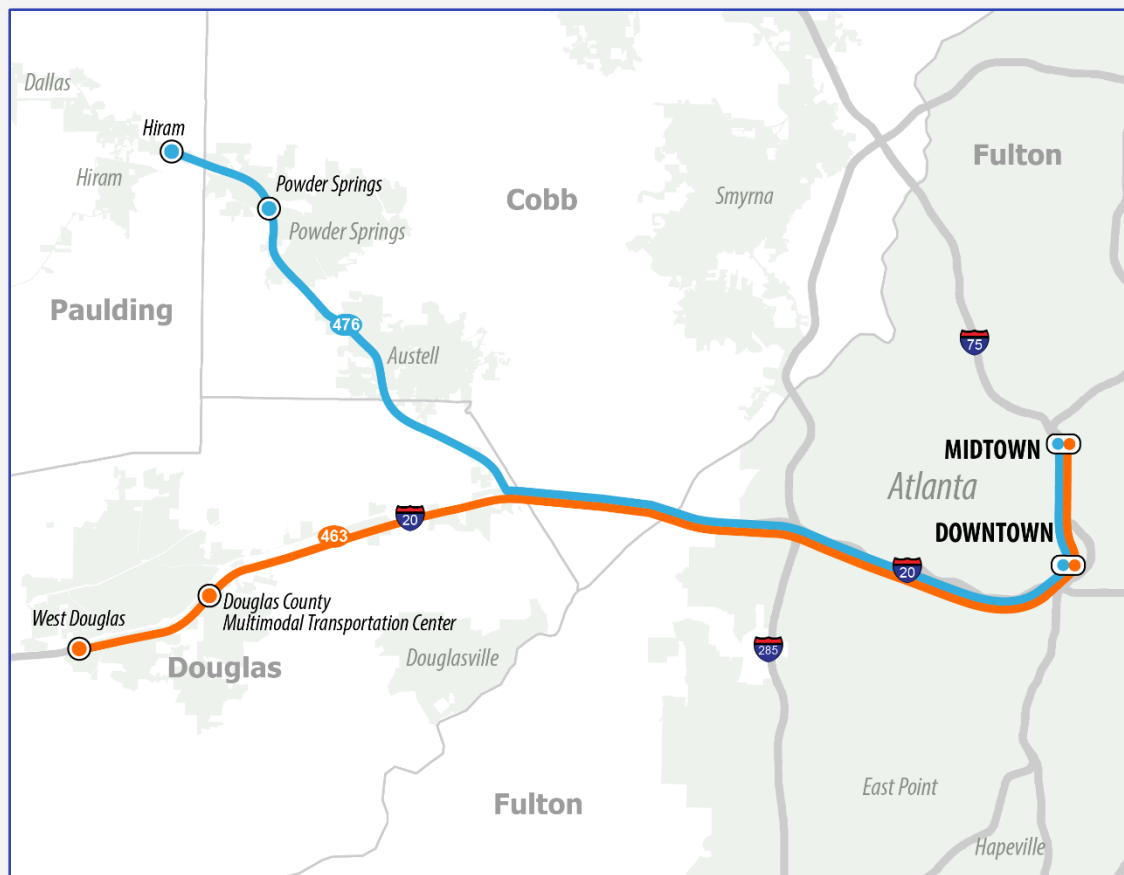 Dallas
Hiram
Fulton
Hiram
Powder Springs
Cobb
Smyrna
Powder Springs
Paulding
476
75
Austell
MIDTOWN
Atlanta
20
463
DOWNTOWN
20
West Douglas
Douglas County
Multimodal Transportation Center
285
Douglas
Douglasville
East Point
Fulton
Hapeville